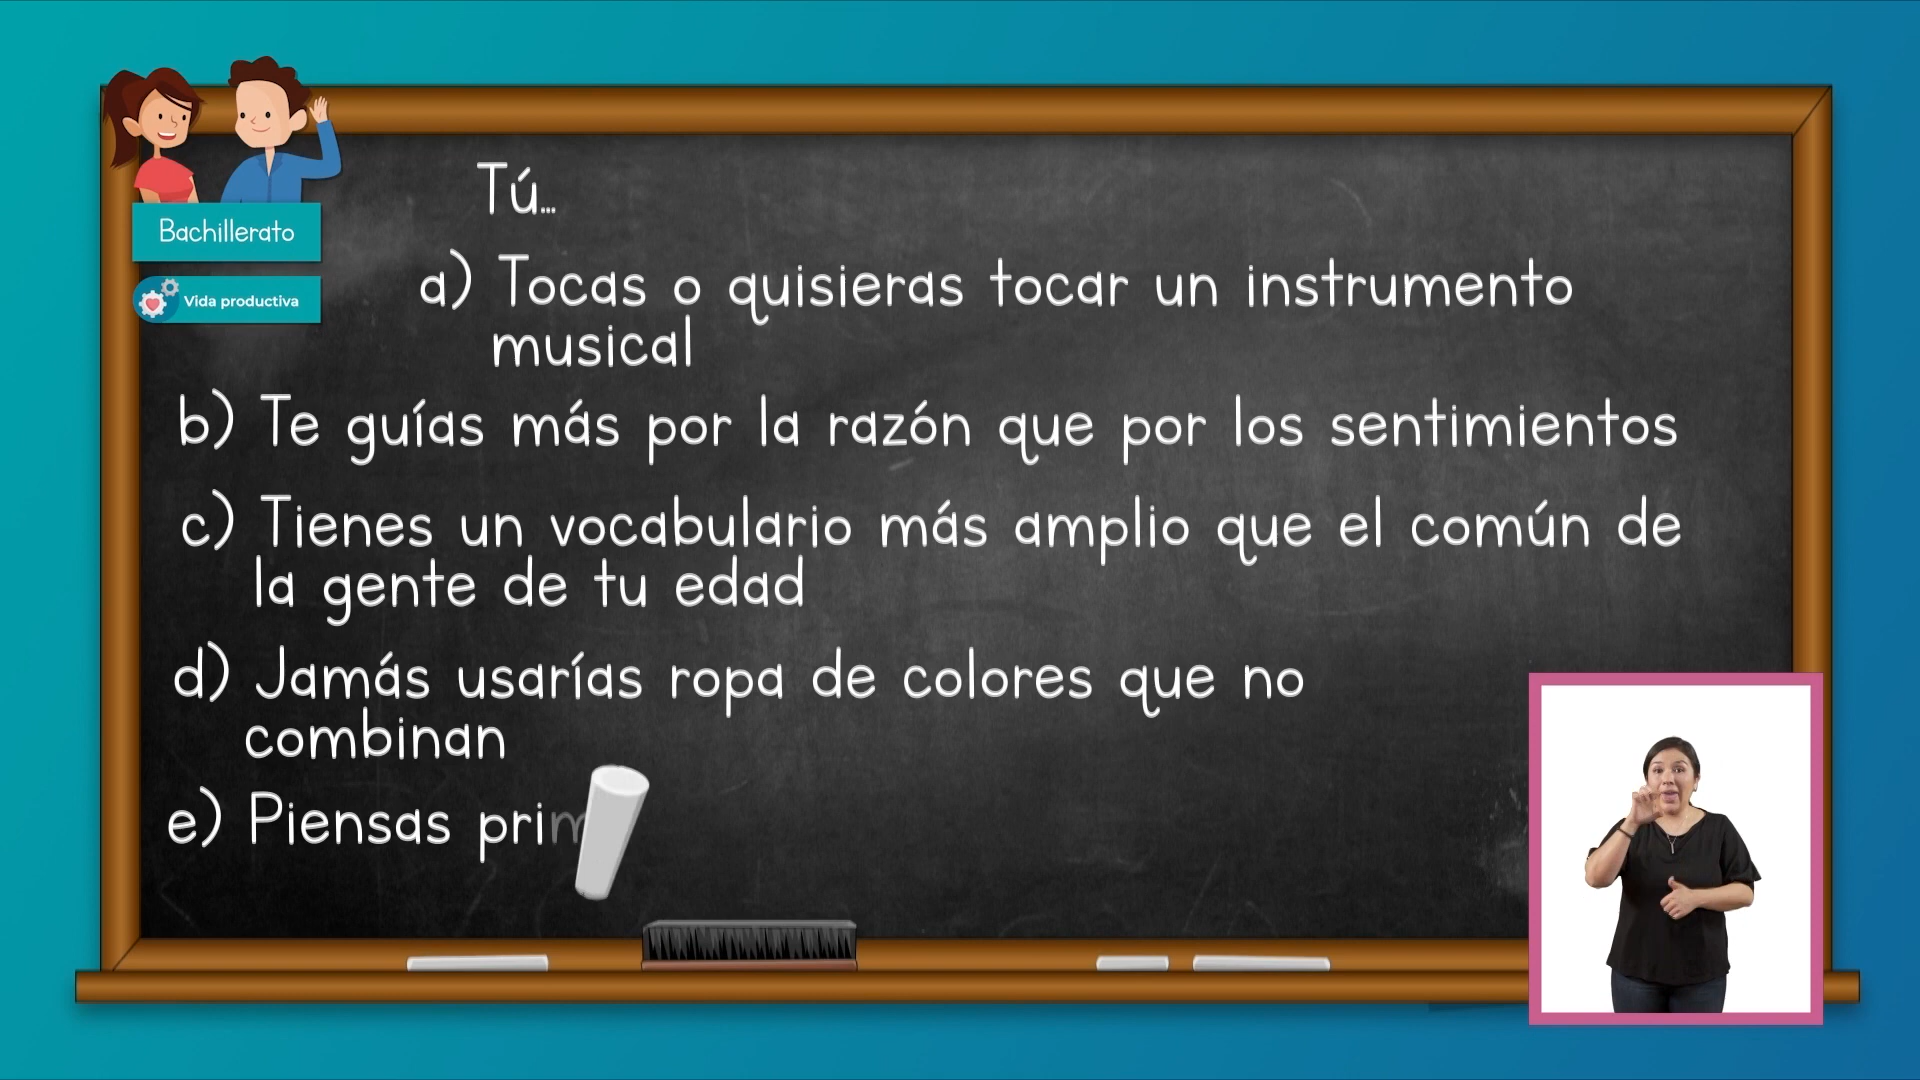 Tú...
Bachillerato
Vida productiva
a) Tocas o quisieras tocar un instrumento
musical
b) Te guías más por la razón que por los sentimientos
c) Tienes un vocabulario más amplio que el común de
la gente de tu edad
d) Jamás usarías ropa de colores que no
combinan
e) Piensas prim